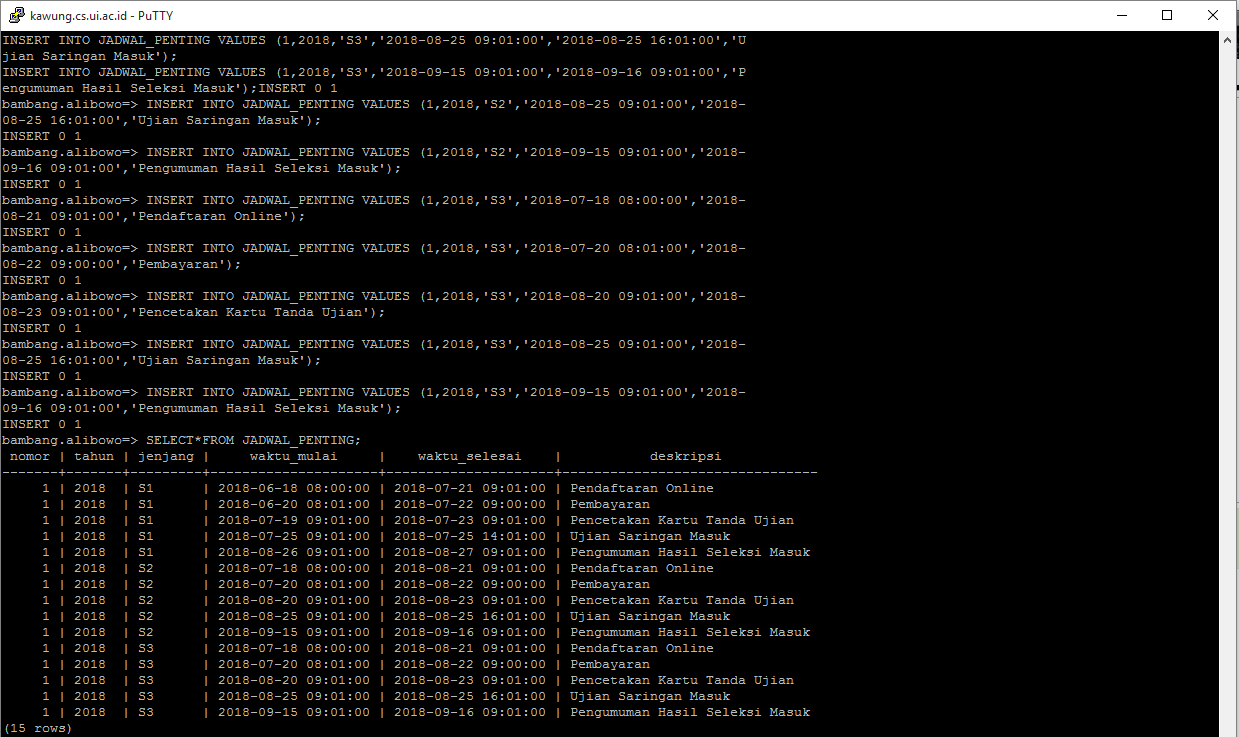 kawung.cs.ui.ac.id - PuTTY
INSERT INTO JADWAL_PENTING VALUES (1,2018,'S3','2018-08-25 09:01:00','2018-08-25 16:01:00','U
jian Saringan Masuk');
INSERT INTO JADWAL_PENTING VALUES (1,2018,'S3','2018-09-15 09:01:00','2018-09-16 09:01:00','P
engumuman Hasil Seleksi Masuk');INSERT 0 1
bambang.alibowo=> INSERT INTO JADWAL_PENTING VALUES (1,2018,'S2','2018-08-25 09:01:00','2018-
08-25 16:01:00','Ujian Saringan Masuk');
INSERT 0 1
bambang.alibowo=> INSERT INTO JADWAL_PENTING VALUES (1,2018,'S2','2018-09-15 09:01:00','2018-
09-16 09:01:00','Pengumuman Hasil Seleksi Masuk');
INSERT 0 1
bambang.alibowo=> INSERT INTO JADWAL_PENTING VALUES (1,2018,'S3','2018-07-18 08:00:00','2018-
08-21 09:01:00','Pendaftaran Online');
INSERT 0 1
bambang.alibowo=> INSERT INTO JADWAL_PENTING VALUES (1,2018,'S3','2018-07-20 08:01:00','2018-
08-22 09:00:00','Pembayaran');
INSERT 0 1
bambang.alibowo=> INSERT INTO JADWAL_PENTING VALUES (1,2018,'S3','2018-08-20 09:01:00','2018-
08-23 09:01:00','Pencetakan Kartu Tanda Ujian');
INSERT 0 1
bambang.alibowo=> INSERT INTO JADWAL_PENTING VALUES (1,2018,'S3','2018-08-25 09:01:00','2018-
08-25 16:01:00','Ujian Saringan Masuk');
INSERT 0 1
bambang.alibowo=> INSERT INTO JADWAL_PENTING VALUES (1,2018,'S3','2018-09-15 09:01:00','2018-
09-16 09:01:00','Pengumuman Hasil Seleksi Masuk');
INSERT 0 1
bambang.alibowo=> SELECT*FROM JADWAL_PENTING;
 nomor | tahun | jenjang |     waktu_mulai     |    waktu_selesai    |           deskripsi
-------+-------+---------+---------------------+---------------------+--------------------------------
     1 | 2018  | S1      | 2018-06-18 08:00:00 | 2018-07-21 09:01:00 | Pendaftaran Online
     1 | 2018  | S1      | 2018-06-20 08:01:00 | 2018-07-22 09:00:00 | Pembayaran
     1 | 2018  | S1      | 2018-07-19 09:01:00 | 2018-07-23 09:01:00 | Pencetakan Kartu Tanda Ujian
     1 | 2018  | S1      | 2018-07-25 09:01:00 | 2018-07-25 14:01:00 | Ujian Saringan Masuk
     1 | 2018  | S1      | 2018-08-26 09:01:00 | 2018-08-27 09:01:00 | Pengumuman Hasil Seleksi Masuk
     1 | 2018  | S2      | 2018-07-18 08:00:00 | 2018-08-21 09:01:00 | Pendaftaran Online
     1 | 2018  | S2      | 2018-07-20 08:01:00 | 2018-08-22 09:00:00 | Pembayaran
     1 | 2018  | S2      | 2018-08-20 09:01:00 | 2018-08-23 09:01:00 | Pencetakan Kartu Tanda Ujian
     1 | 2018  | S2      | 2018-08-25 09:01:00 | 2018-08-25 16:01:00 | Ujian Saringan Masuk
     1 | 2018  | S2      | 2018-09-15 09:01:00 | 2018-09-16 09:01:00 | Pengumuman Hasil Seleksi Masuk
     1 | 2018  | S3      | 2018-07-18 08:00:00 | 2018-08-21 09:01:00 | Pendaftaran Online
     1 | 2018  | S3      | 2018-07-20 08:01:00 | 2018-08-22 09:00:00 | Pembayaran
     1 | 2018  | S3      | 2018-08-20 09:01:00 | 2018-08-23 09:01:00 | Pencetakan Kartu Tanda Ujian
     1 | 2018  | S3      | 2018-08-25 09:01:00 | 2018-08-25 16:01:00 | Ujian Saringan Masuk
     1 | 2018  | S3      | 2018-09-15 09:01:00 | 2018-09-16 09:01:00 | Pengumuman Hasil Seleksi Masuk
(15 rows)